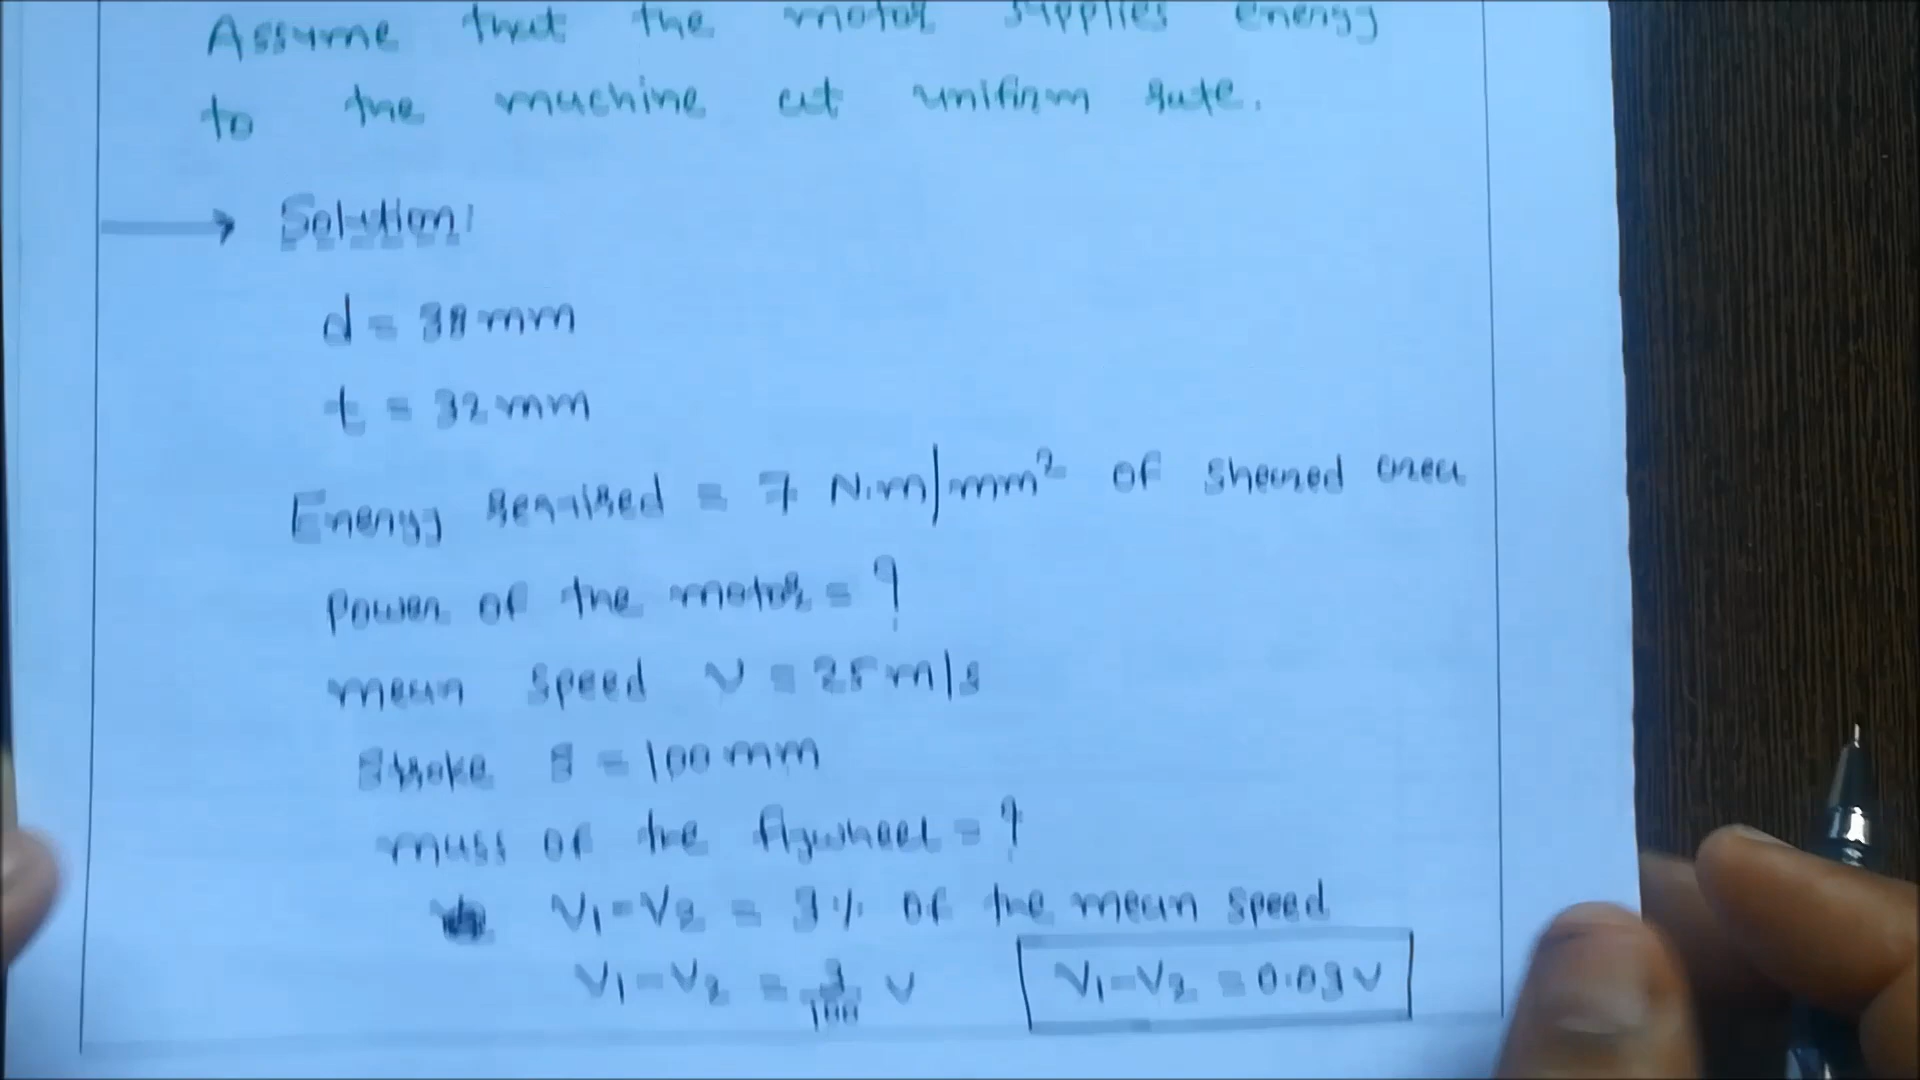 Assume that the motor supplies energy
to the machine at uniform rate.
Solution:
d = 38 mm
t = 32 mm
Energy required = 7 N.m/mm² of sheared area
Power of the motor = ?
mean speed v = 25 m/s
Stroke S = 100 mm
mass of the flywheel = ?
V₁-V₂ = 3% of the mean speed
V₁-V₂ = 3/100 V
V₁-V₂ = 0.03 V